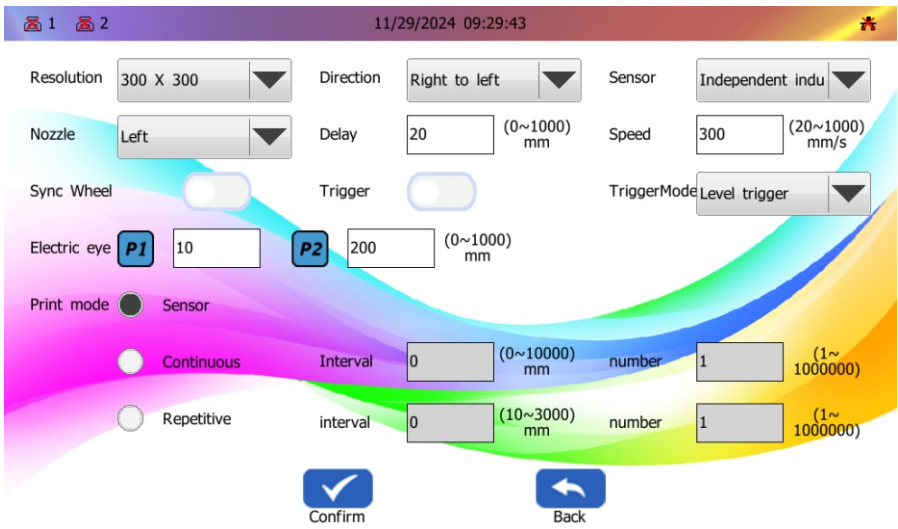 1 2 11/29/2024 09:29:43
Resolution 300 X 300 Direction Right to left Sensor Independent indu
Nozzle Left Delay 20 (0~1000) mm Speed 300 (20~1000) mm/s
Sync Wheel Trigger TriggerMode Level trigger
Electric eye P1 10 P2 200 (0~1000) mm
Print mode Sensor
Continuous Interval 0 (0~10000) mm number 1 (1~ 1000000)
Repetitive interval 0 (10~3000) mm number 1 (1~ 1000000)
Confirm Back